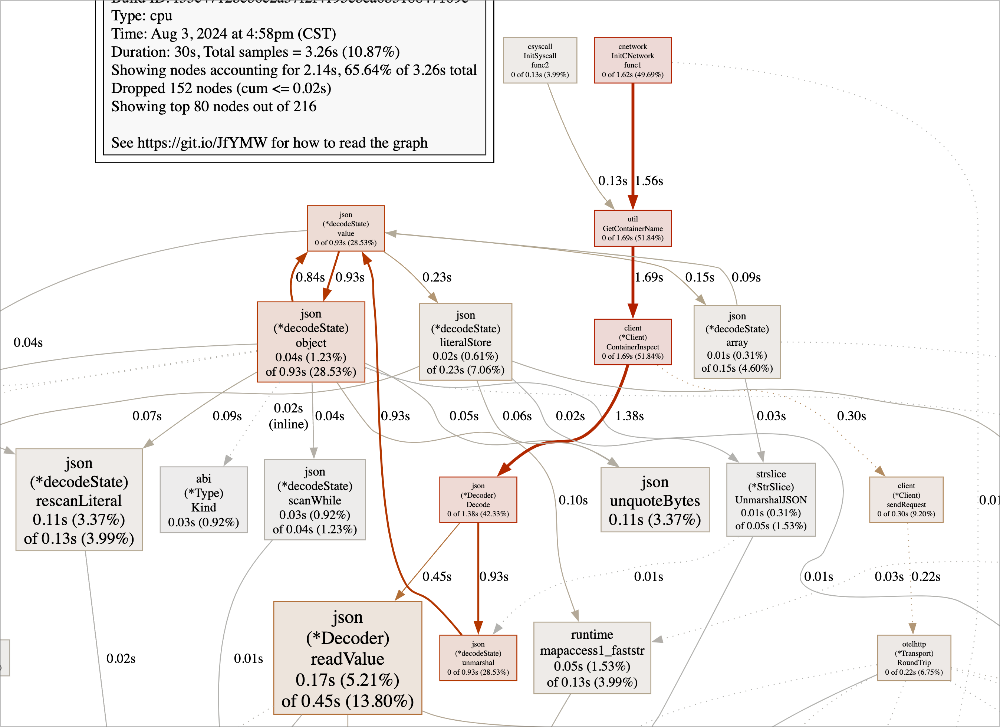 Type: cpu
Time: Aug 3, 2024 at 4:58pm (CST)
Duration: 30s, Total samples = 3.26s (10.87%)
Showing nodes accounting for 2.14s, 65.64% of 3.26s total
Dropped 152 nodes (cum <= 0.02s)
Showing top 80 nodes out of 216
See https://git.io/JfYMW for how to read the graph
csyscall
InitSyscall
func2
0 of 0.13s (3.99%)
cnetwork
InitCNetwork
func1
0 of 1.62s (49.69%)
0.13s
1.56s
json
(*decodeState)
value
0 of 0.93s (28.53%)
util
GetContainerName
0 of 1.69s (51.84%)
0.84s
0.93s
0.23s
1.69s
0.15s
0.09s
json
(*decodeState)
object
0.04s (1.23%)
of 0.93s (28.53%)
json
(*decodeState)
literalStore
0.02s (0.61%)
of 0.23s (7.06%)
client
(*Client)
ContainerInspect
0 of 1.69s (51.84%)
json
(*decodeState)
array
0.01s (0.31%)
of 0.15s (4.60%)
0.04s
0.07s
0.09s
0.02s
(inline)
0.04s
0.93s
0.05s
0.06s
0.02s
1.38s
0.03s
0.30s
json
(*decodeState)
rescanLiteral
0.11s (3.37%)
of 0.13s (3.99%)
abi
(*Type)
Kind
0.03s (0.92%)
json
(*decodeState)
scanWhile
0.03s (0.92%)
of 0.04s (1.23%)
json
(*Decoder)
Decode
0 of 1.38s (42.33%)
0.10s
json
unquoteBytes
0.11s (3.37%)
strslice
(*StrSlice)
UnmarshalJSON
0.01s (0.31%)
of 0.05s (1.53%)
client
(*Client)
sendRequest
0 of 0.30s (9.20%)
0.45s
0.93s
0.01s
0.01s
0.03s
0.22s
0.02s
0.01s
json
(*Decoder)
readValue
0.17s (5.21%)
of 0.45s (13.80%)
json
(*decodeState)
unmarshal
0 of 0.93s (28.53%)
runtime
mapaccess1_faststr
0.05s (1.53%)
of 0.13s (3.99%)
otelhttp
(*Transport)
RoundTrip
0 of 0.22s (6.75%)